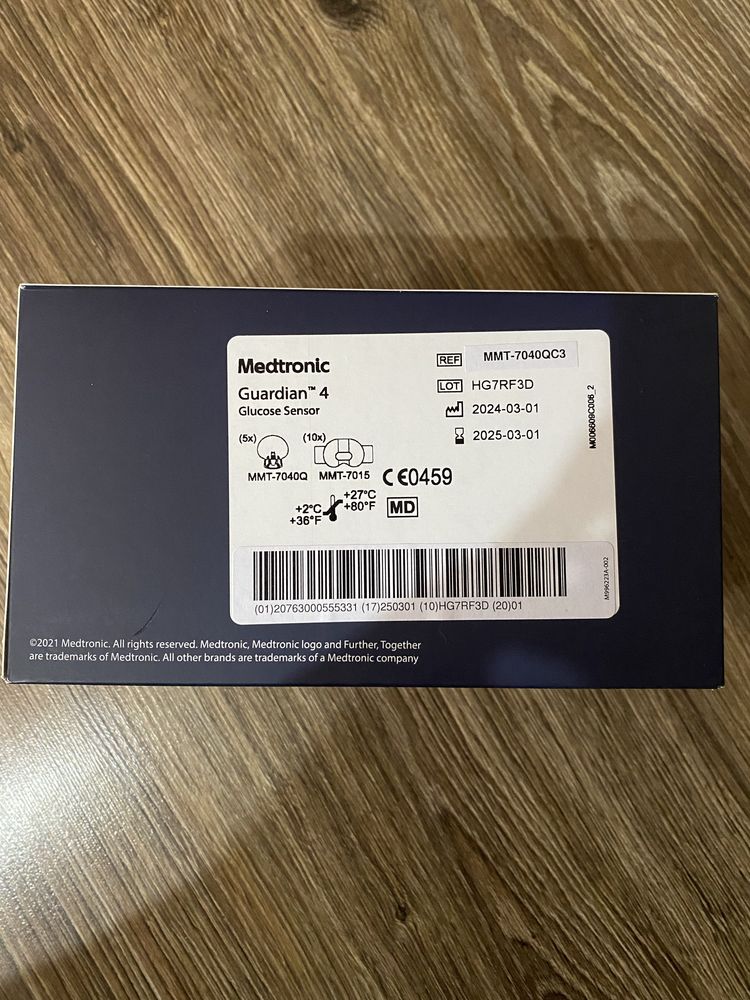 Medtronic
Guardian™ 4
Glucose Sensor
REF MMT-7040QC3
LOT HG7RF3D
2024-03-01
2025-03-01
(5x) (10x)
MMT-7040Q MMT-7015
CE0459
+2°C +27°C
+36°F +80°F
MD
M006609C006_2
(01)20763000555331 (17)250301 (10)HG7RF3D (20)01
M996223A-002
©2021 Medtronic. All rights reserved. Medtronic, Medtronic logo and Further, Together
are trademarks of Medtronic. All other brands are trademarks of a Medtronic company